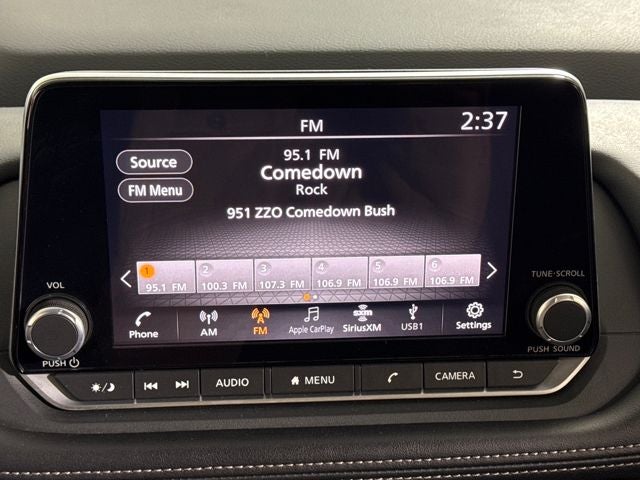 FM 2:37
95.1 FM
Source
Comedown
FM Menu
Rock
951 ZZO Comedown Bush
1 2 3 4 5 6
95.1 FM 100.3 FM 107.3 FM 106.9 FM 106.9 FM 106.9 FM
Phone AM FM Apple CarPlay sxm SiriusXM USB1 Settings
VOL
PUSH
TUNE·SCROLL
PUSH SOUND
AUDIO MENU CAMERA